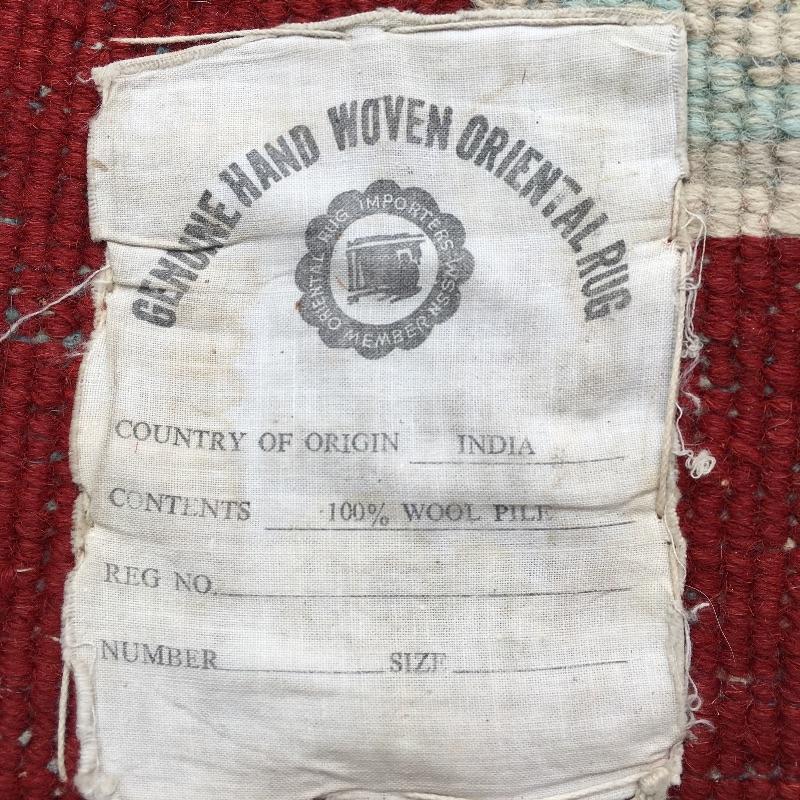 GENUINE HAND WOVEN ORIENTAL RUG
ORIENTAL RUG IMPORTERS ASSN
MEMBER
COUNTRY OF ORIGIN INDIA
CONTENTS 100% WOOL PILE
REG NO.
NUMBER SIZE